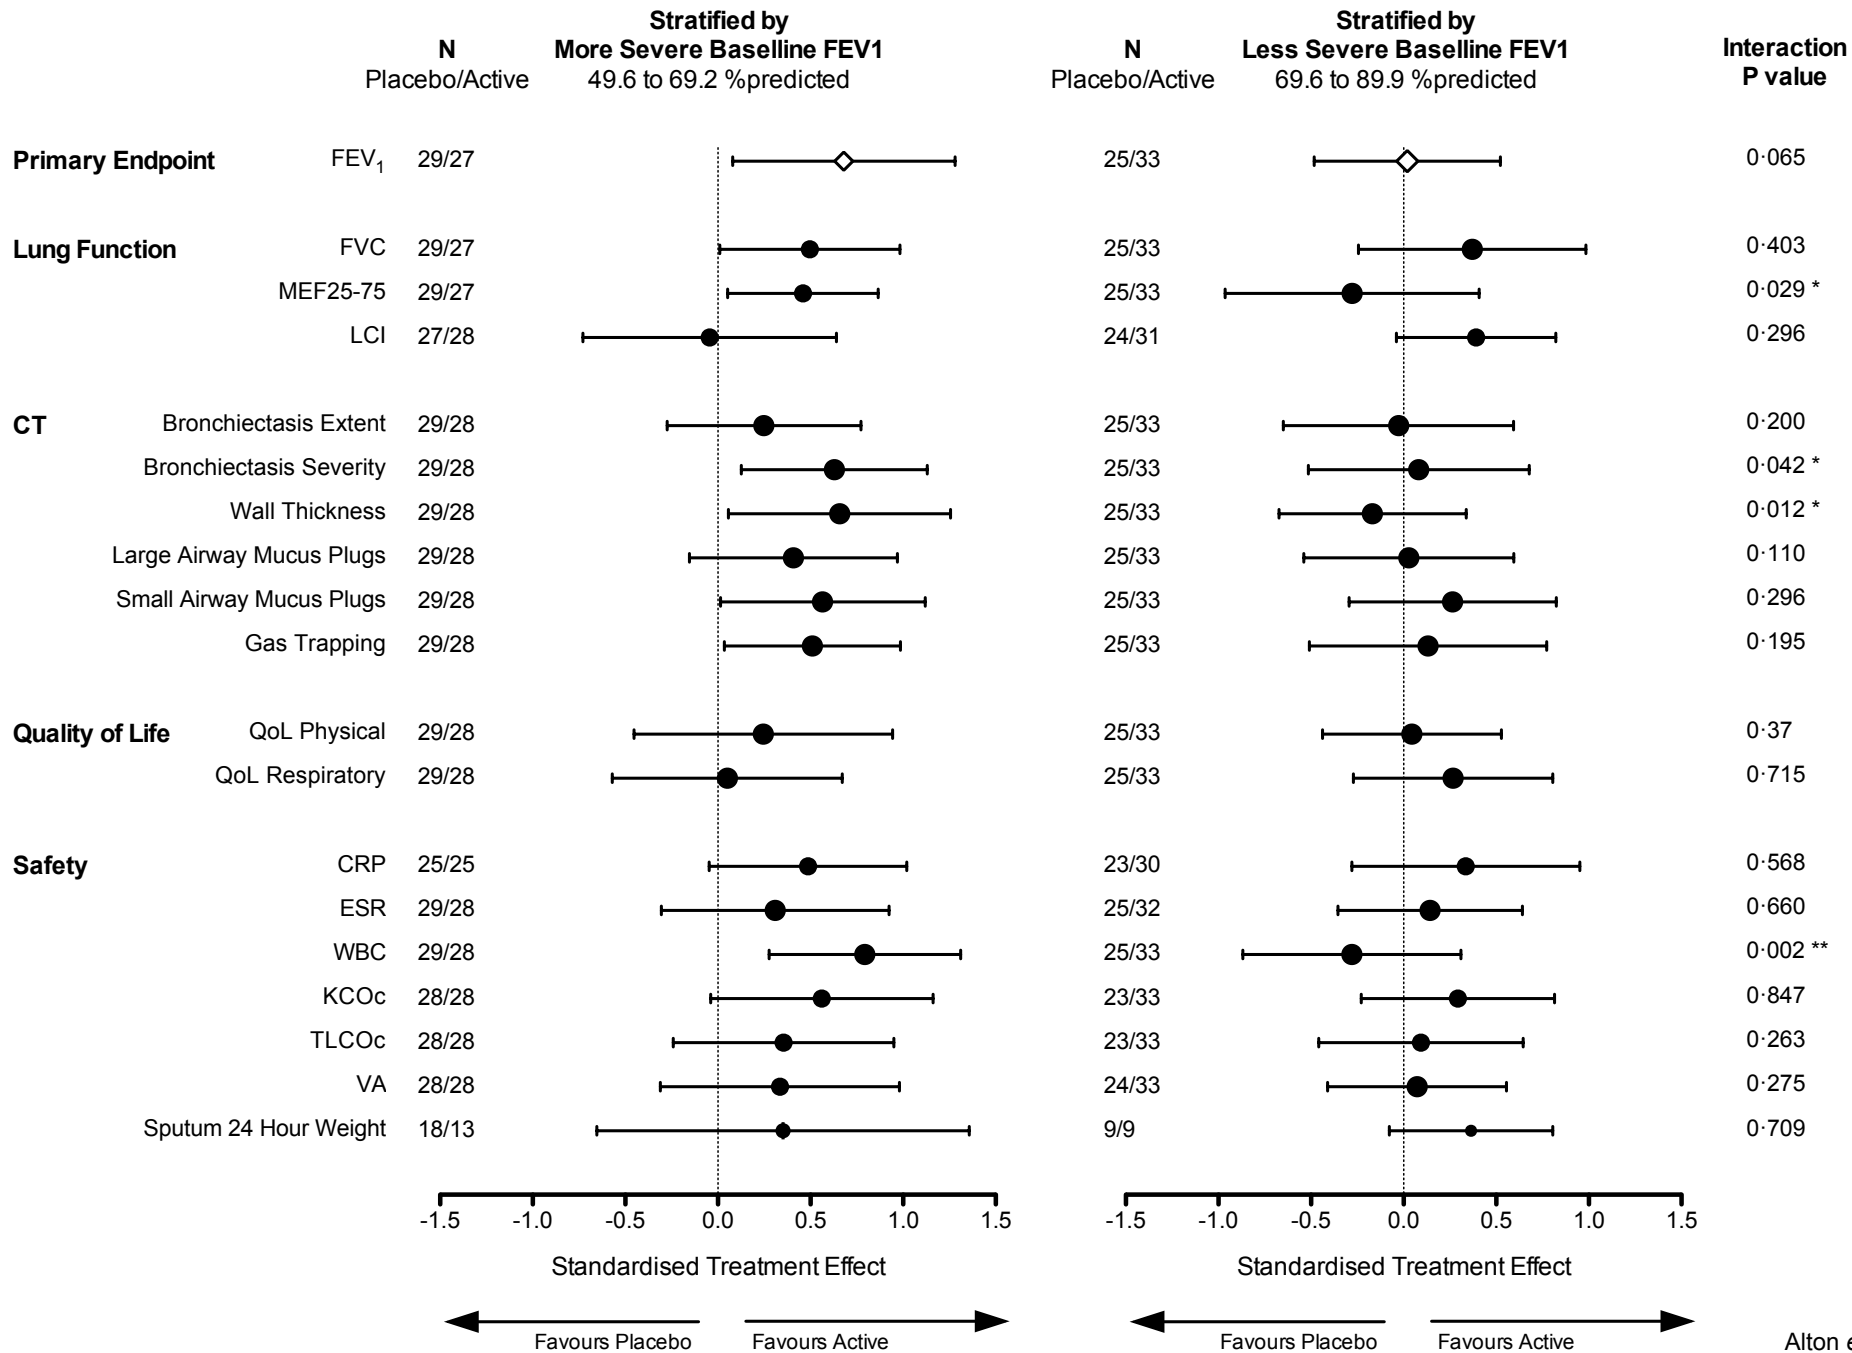 Stratified by
More Severe Baselline FEV1
49.6 to 69.2 %predicted
N
Placebo/Active
Stratified by
Less Severe Baselline FEV1
69.6 to 89.9 %predicted
N
Placebo/Active
Interaction
P value
Primary Endpoint FEV1 29/27 25/33 0·065
Lung Function FVC 29/27 25/33 0·403
MEF25-75 29/27 25/33 0·029 *
LCI 27/28 24/31 0·296
CT Bronchiectasis Extent 29/28 25/33 0·200
Bronchiectasis Severity 29/28 25/33 0·042 *
Wall Thickness 29/28 25/33 0·012 *
Large Airway Mucus Plugs 29/28 25/33 0·110
Small Airway Mucus Plugs 29/28 25/33 0·296
Gas Trapping 29/28 25/33 0·195
Quality of Life QoL Physical 29/28 25/33 0·37
QoL Respiratory 29/28 25/33 0·715
Safety CRP 25/25 23/30 0·568
ESR 29/28 25/32 0·660
WBC 29/28 25/33 0·002 **
KCOc 28/28 23/33 0·847
TLCOc 28/28 23/33 0·263
VA 28/28 24/33 0·275
Sputum 24 Hour Weight 18/13 9/9 0·709
-1.5 -1.0 -0.5 0.0 0.5 1.0 1.5 -1.5 -1.0 -0.5 0.0 0.5 1.0 1.5
Standardised Treatment Effect Standardised Treatment Effect
Favours Placebo Favours Active Favours Placebo Favours Active Alton e